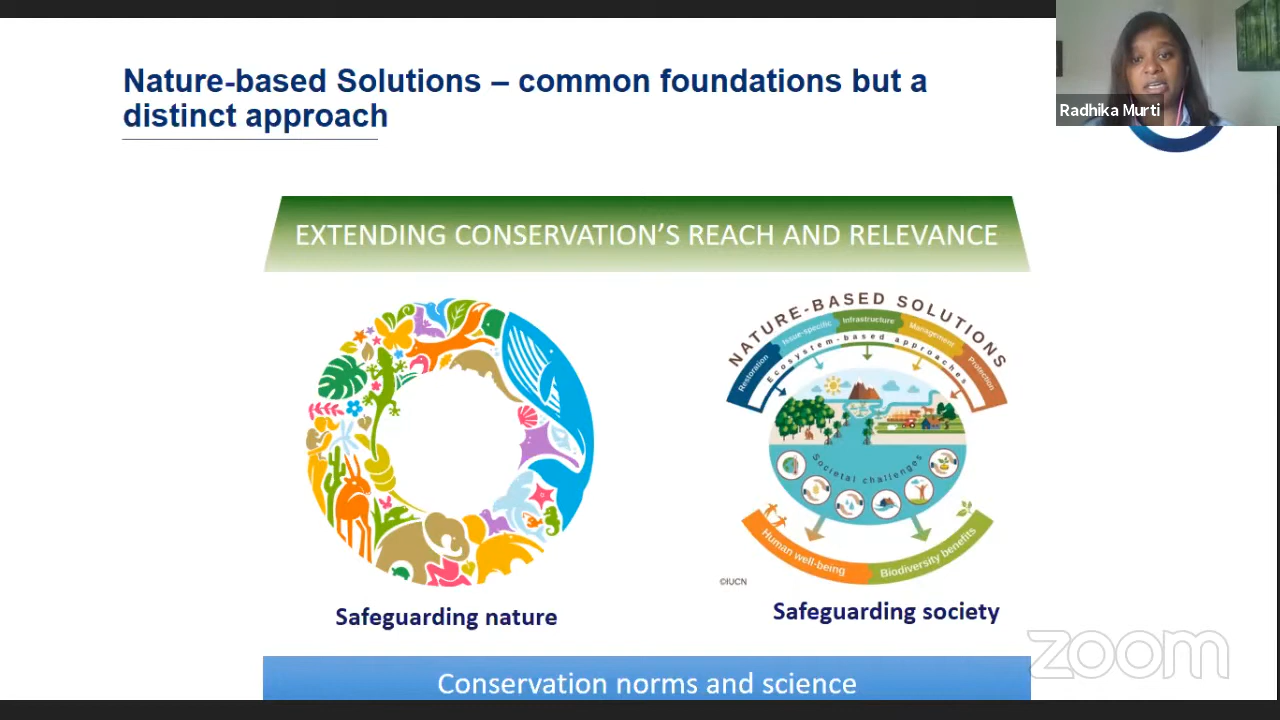 Nature-based Solutions – common foundations but a
distinct approach
Radhika Murti
EXTENDING CONSERVATION'S REACH AND RELEVANCE
NATURE-BASED SOLUTIONS
Restoration
Issue-specific
Infrastructure
Management
Protection
Ecosystem-based approaches
Societal challenges
Human well-being
Biodiversity benefits
©IUCN
Safeguarding nature
Safeguarding society
zoom
Conservation norms and science